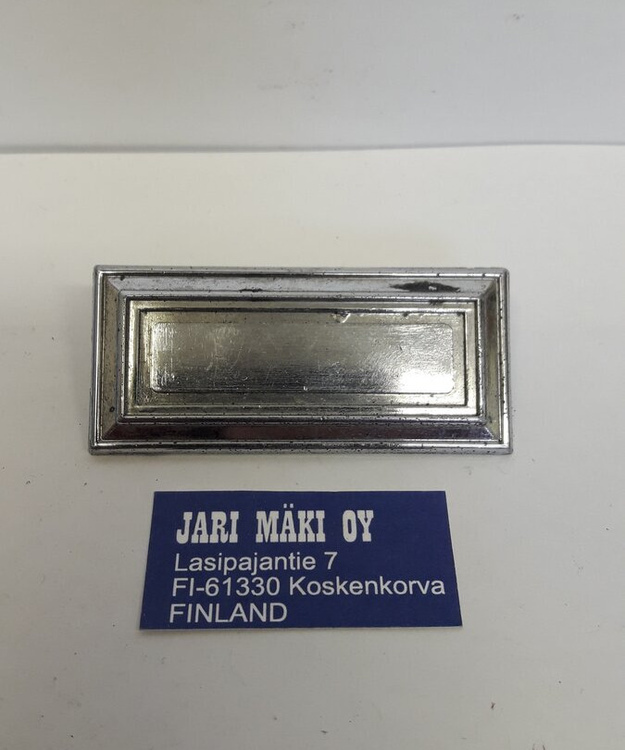 JARI MÄKI OY
Lasipajantie 7
FI-61330 Koskenkorva
FINLAND